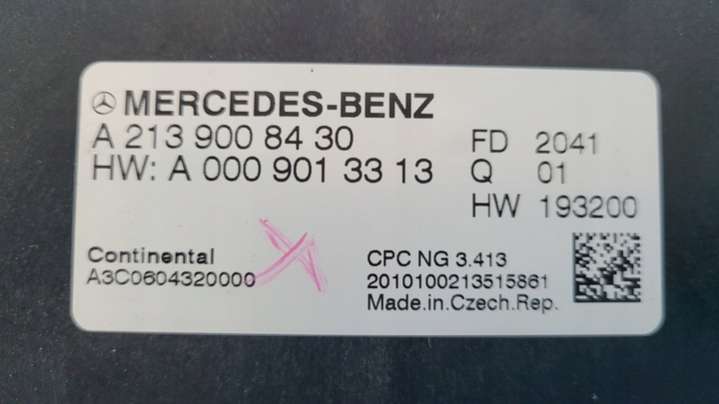 MERCEDES-BENZ
A 213 900 84 30
HW: A 000 901 33 13
FD 2041
Q 01
HW 193200
Continental
A3C0604320000
CPC NG 3.413
2010100213515861
Made.in.Czech.Rep.